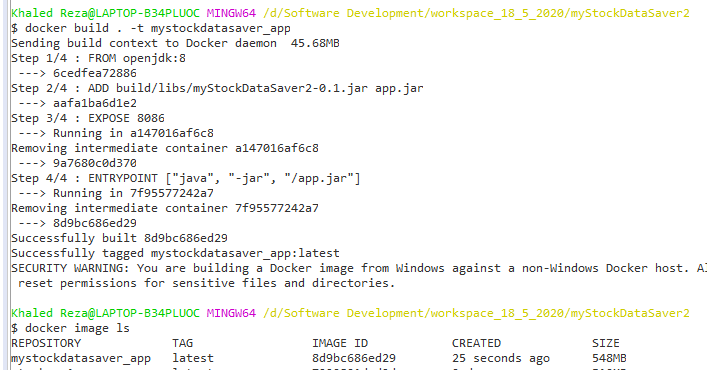 Khaled Reza@LAPTOP-B34PLUOC MINGW64 /d/Software Development/workspace_18_5_2020/myStockDataSaver2
$ docker build . -t mystockdatasaver_app
Sending build context to Docker daemon  45.68MB
Step 1/4 : FROM openjdk:8
 ---> 6cedfea72886
Step 2/4 : ADD build/libs/myStockDataSaver2-0.1.jar app.jar
 ---> aafa1ba6d1e2
Step 3/4 : EXPOSE 8086
 ---> Running in a147016af6c8
Removing intermediate container a147016af6c8
 ---> 9a7680c0d370
Step 4/4 : ENTRYPOINT ["java", "-jar", "/app.jar"]
 ---> Running in 7f95577242a7
Removing intermediate container 7f95577242a7
 ---> 8d9bc686ed29
Successfully built 8d9bc686ed29
Successfully tagged mystockdatasaver_app:latest
SECURITY WARNING: You are building a Docker image from Windows against a non-Windows Docker host. Al
 reset permissions for sensitive files and directories.
Khaled Reza@LAPTOP-B34PLUOC MINGW64 /d/Software Development/workspace_18_5_2020/myStockDataSaver2
$ docker image ls
REPOSITORY TAG IMAGE ID CREATED SIZE
mystockdatasaver_app latest 8d9bc686ed29 25 seconds ago 548MB